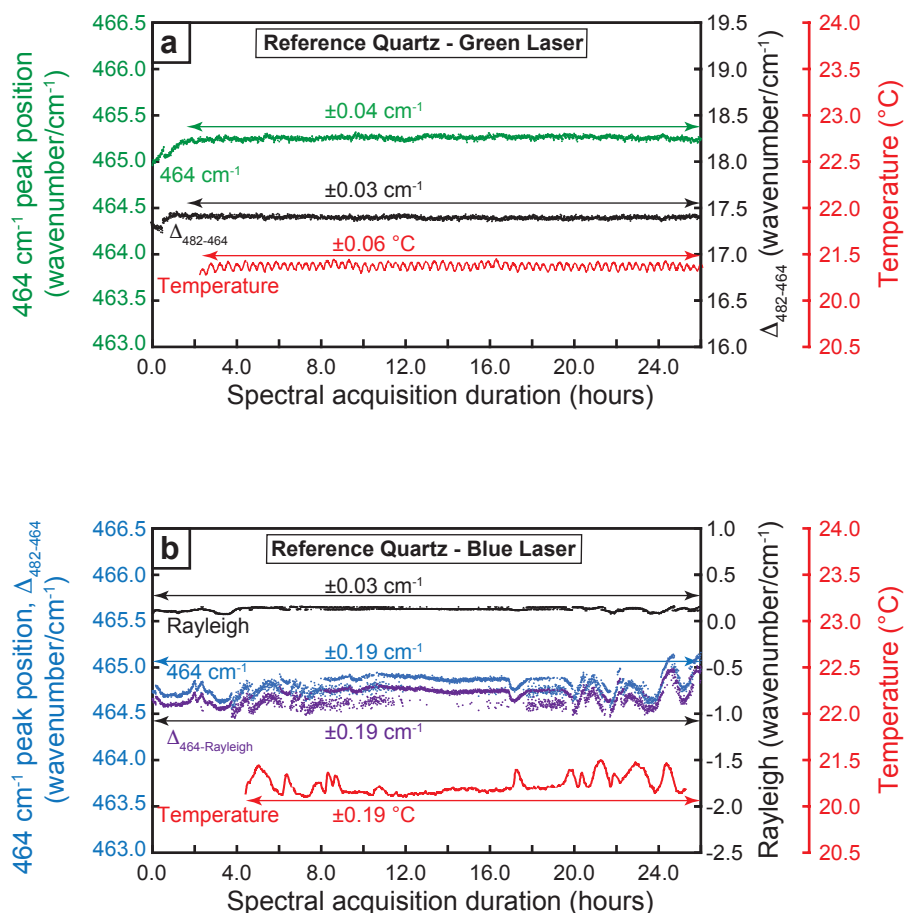 a
Reference Quartz - Green Laser
464 cm⁻¹ peak position
(wavenumber/cm⁻¹)
466.5
466.0
465.5
465.0
464.5
464.0
463.5
463.0
±0.04 cm⁻¹
464 cm⁻¹
±0.03 cm⁻¹
Δ482-464
±0.06 °C
Temperature
19.5
19.0
18.5
18.0
17.5
17.0
16.5
16.0
Δ482-464 (wavenumber/cm⁻¹)
24.0
23.5
23.0
22.5
22.0
21.5
20.0
20.5
Temperature (°C)
0.0 4.0 8.0 12.0 16.0 20.0 24.0
Spectral acquisition duration (hours)
b
Reference Quartz - Blue Laser
464 cm⁻¹ peak position, Δ482-464
(wavenumber/cm⁻¹)
466.5
466.0
465.5
465.0
464.5
464.0
463.5
463.0
±0.03 cm⁻¹
Rayleigh
464 cm⁻¹
±0.19 cm⁻¹
Δ464-Rayleigh
±0.19 cm⁻¹
Temperature
±0.19 °C
1.0
0.5
0.0
-0.5
-1.0
-1.5
-2.0
-2.5
Rayleigh (wavenumber/cm⁻¹)
24.0
23.5
23.0
22.5
22.0
21.5
20.0
20.5
Temperature (°C)
0.0 4.0 8.0 12.0 16.0 20.0 24.0
Spectral acquisition duration (hours)